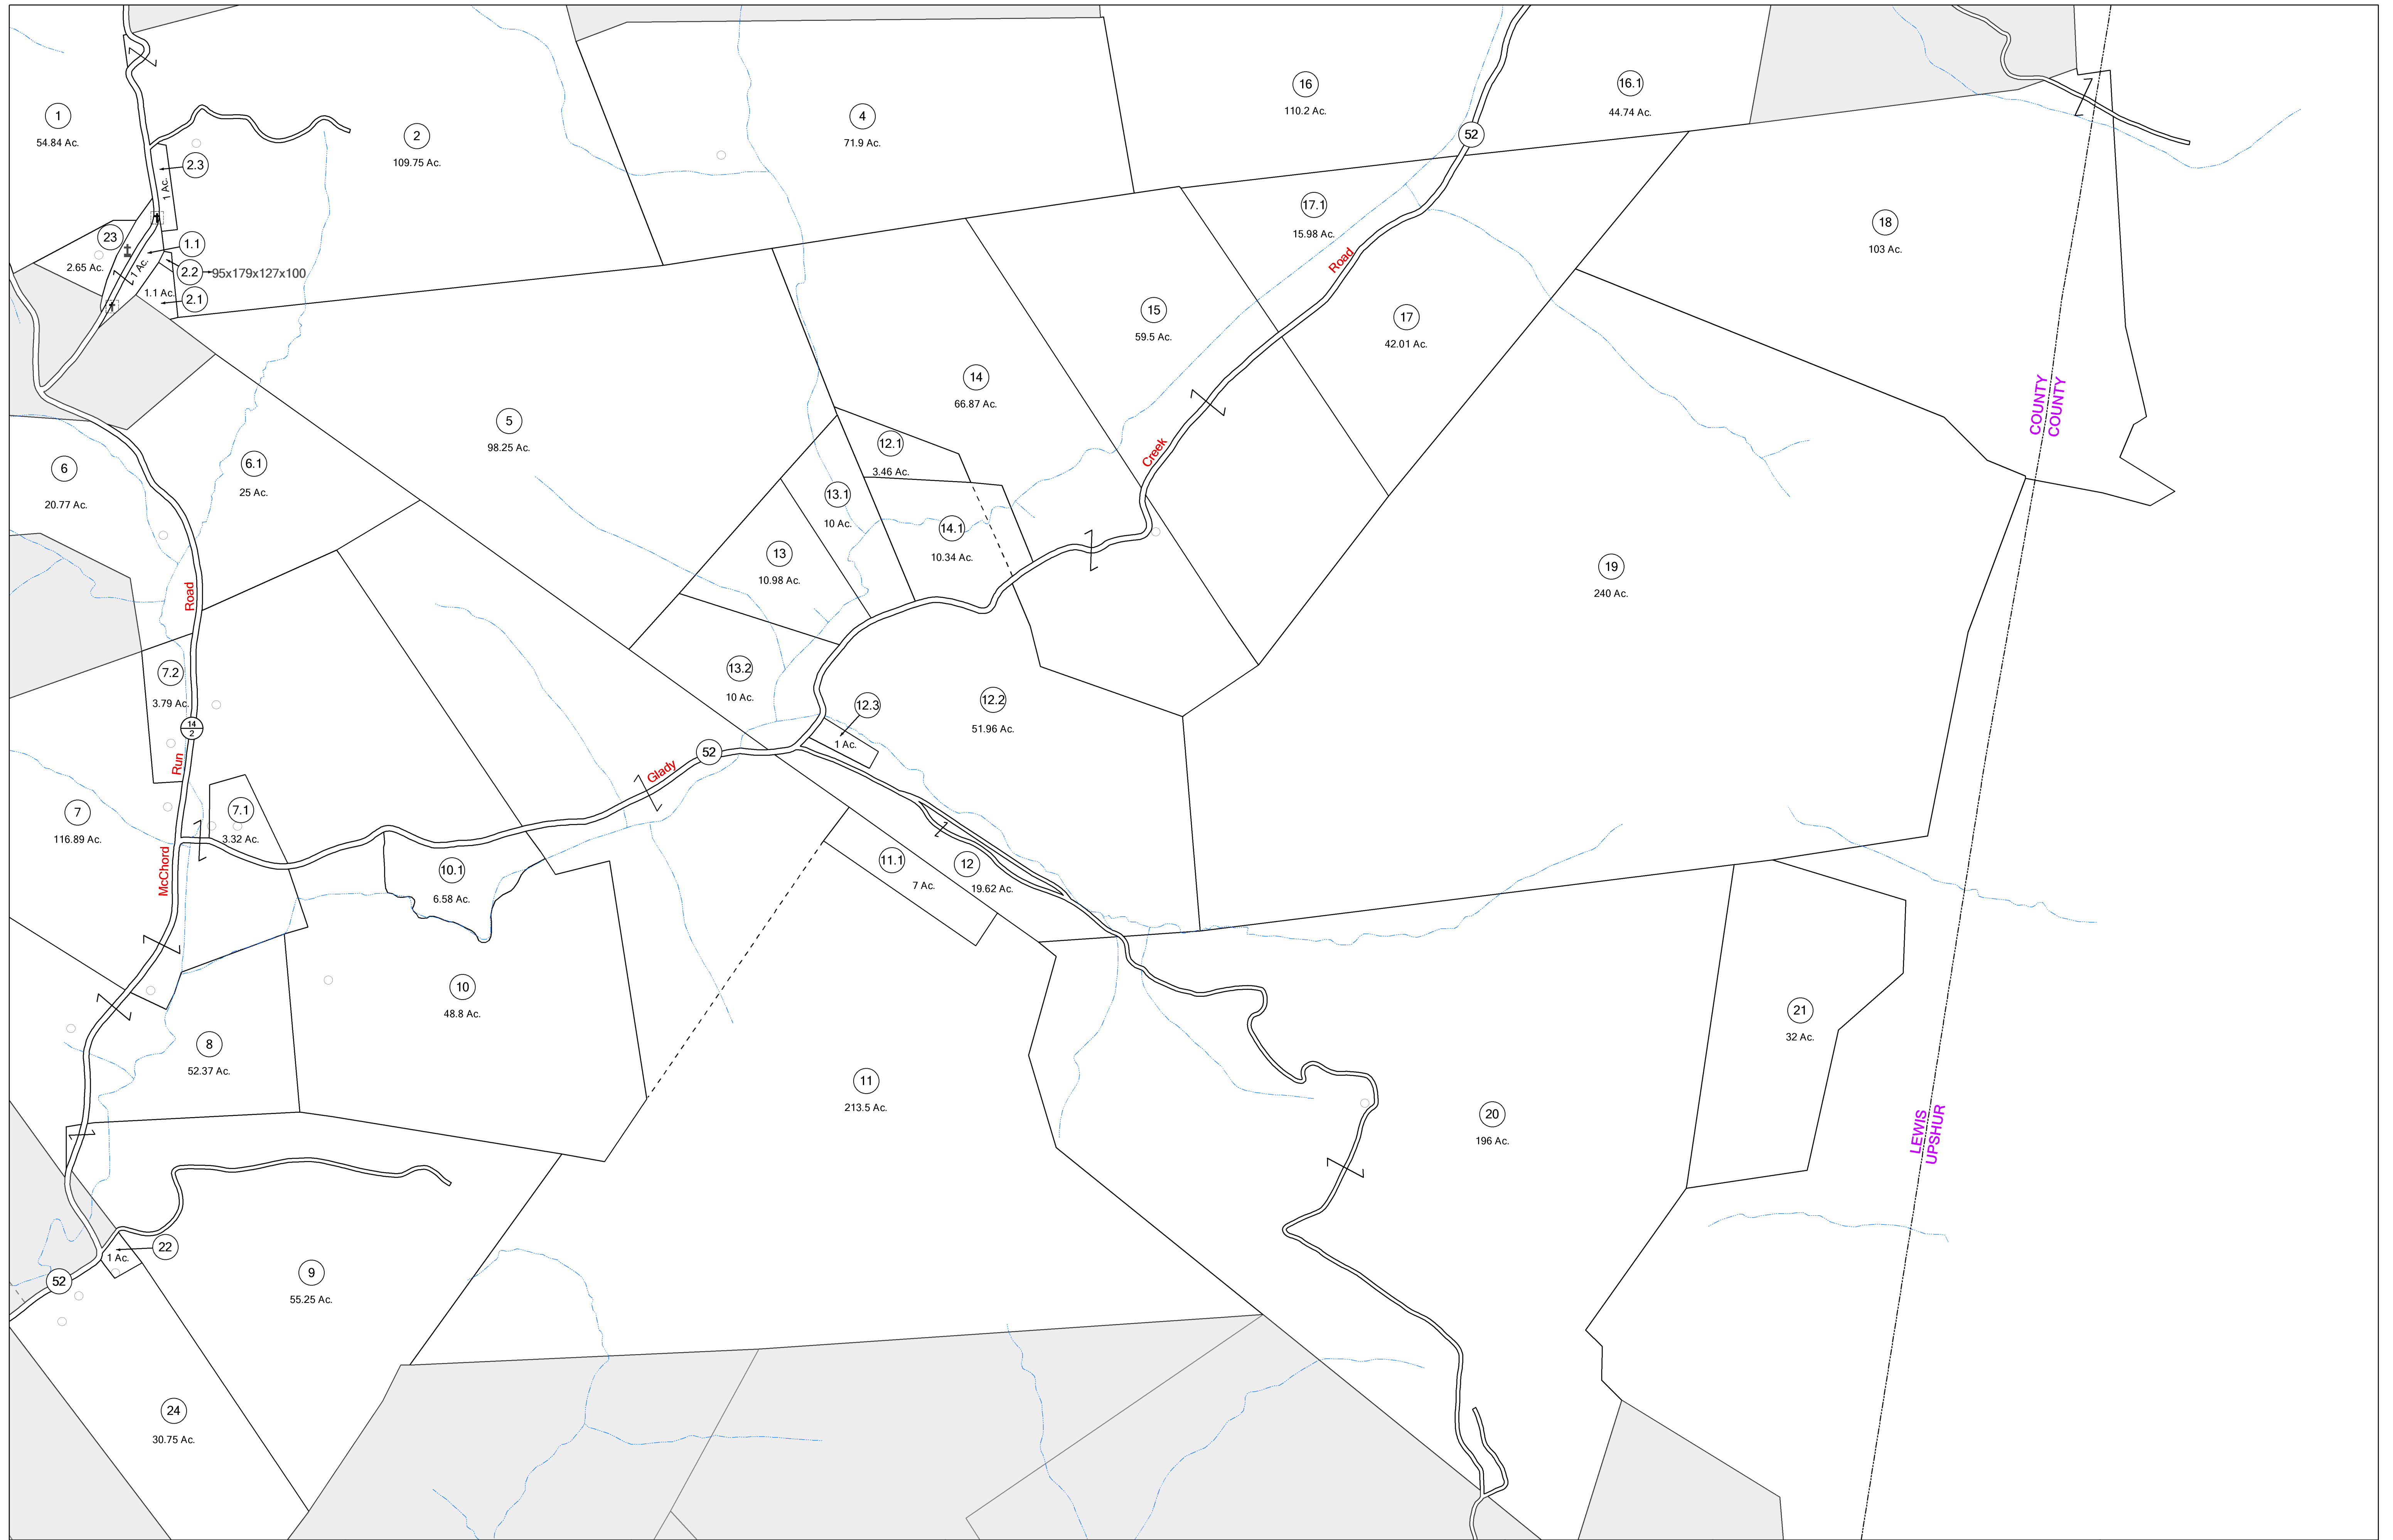 1
54.84 Ac.
2
109.75 Ac.
4
71.9 Ac.
16
110.2 Ac.
16.1
44.74 Ac.
52
2.3
1 Ac.
23
2.65 Ac.
1.1
1 Ac.
2.2
95x179x127x100
1.1 Ac.
2.1
17.1
15.98 Ac.
18
103 Ac.
Road
15
59.5 Ac.
17
42.01 Ac.
14
66.87 Ac.
COUNTY
COUNTY
5
98.25 Ac.
12.1
3.46 Ac.
Creek
6
20.77 Ac.
6.1
25 Ac.
13.1
10 Ac.
14.1
10.34 Ac.
13
10.98 Ac.
19
240 Ac.
Road
7.2
3.79 Ac.
13.2
10 Ac.
12.3
1 Ac.
12.2
51.96 Ac.
14
2
Run
52
Glady
7
116.89 Ac.
7.1
3.32 Ac.
McChord
10.1
6.58 Ac.
11.1
7 Ac.
12
19.62 Ac.
10
48.8 Ac.
21
32 Ac.
8
52.37 Ac.
11
213.5 Ac.
20
196 Ac.
LEWIS
UPSHUR
22
1 Ac.
52
9
55.25 Ac.
24
30.75 Ac.